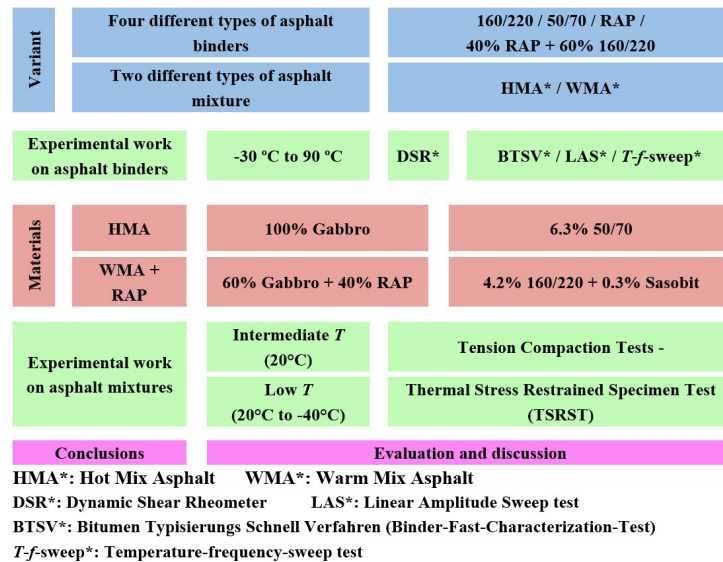 Variant
Four different types of asphalt
binders
160/220 / 50/70 / RAP /
40% RAP + 60% 160/220
Two different types of asphalt
mixture
HMA* / WMA*
Experimental work
on asphalt binders
-30 ºC to 90 ºC
DSR*
BTSV* / LAS* / T-f-sweep*
Materials
HMA
100% Gabbro
6.3% 50/70
WMA +
RAP
60% Gabbro + 40% RAP
4.2% 160/220 + 0.3% Sasobit
Experimental work
on asphalt mixtures
Intermediate T
(20°C)
Tension Compaction Tests -
Low T
(20°C to -40°C)
Thermal Stress Restrained Specimen Test
(TSRST)
Conclusions
Evaluation and discussion
HMA*: Hot Mix Asphalt WMA*: Warm Mix Asphalt
DSR*: Dynamic Shear Rheometer LAS*: Linear Amplitude Sweep test
BTSV*: Bitumen Typisierungs Schnell Verfahren (Binder-Fast-Characterization-Test)
T-f-sweep*: Temperature-frequency-sweep test